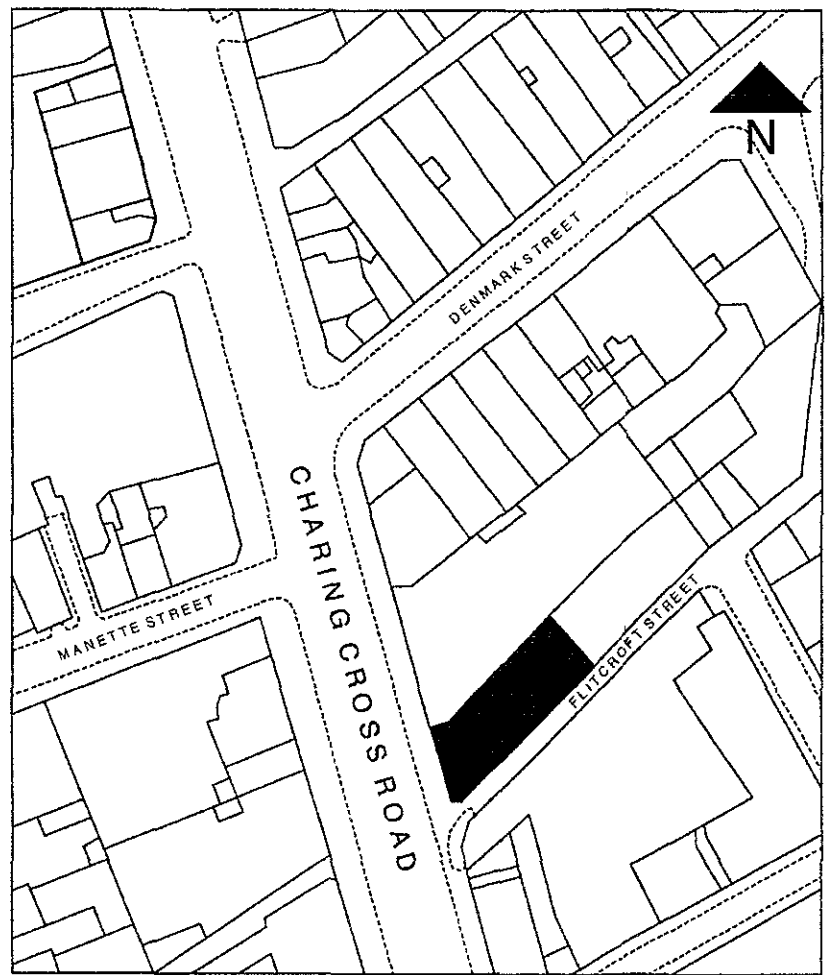 N
DENMARK STREET
CHARING CROSS ROAD
MANETTE STREET
FLITCROFT STREET